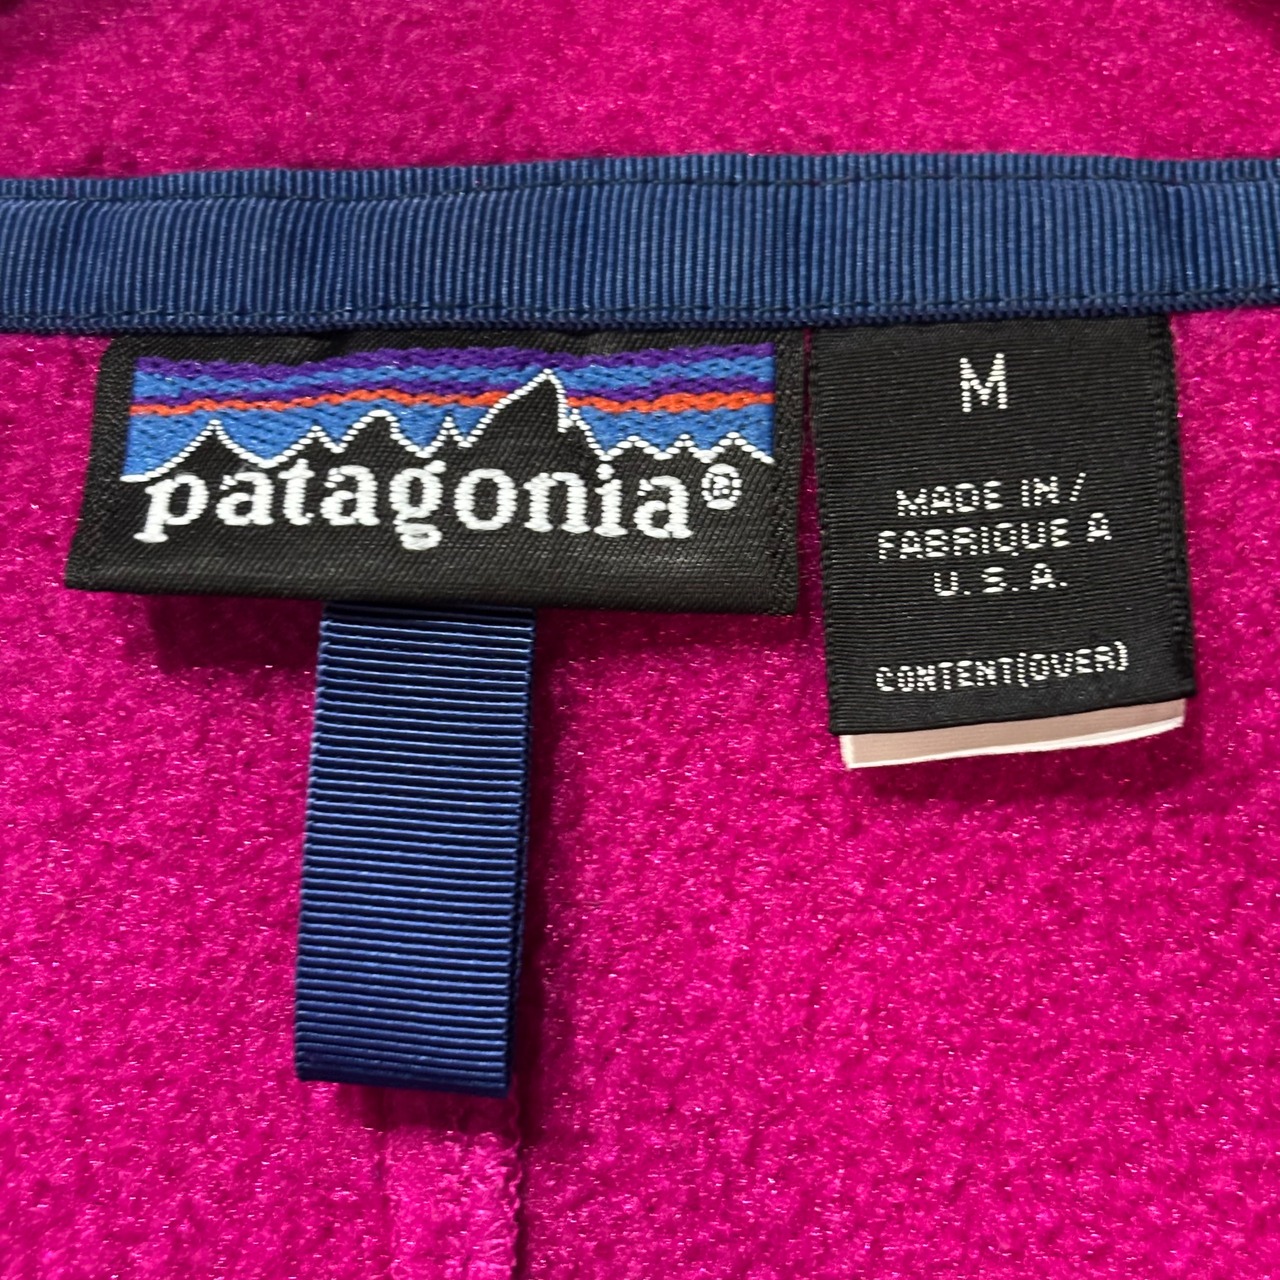 patagonia®
M
MADE IN/
FABRIQUE A
U.S.A.
CONTENT(OVER)